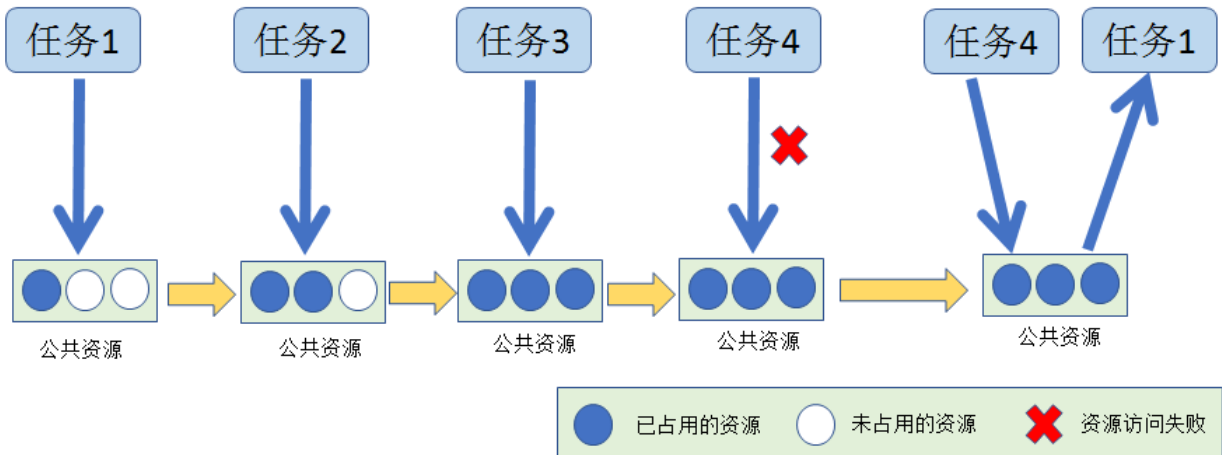 任务1
任务2
任务3
任务4
任务4
任务1
公共资源
公共资源
公共资源
公共资源
公共资源
已占用的资源
未占用的资源
资源访问失败